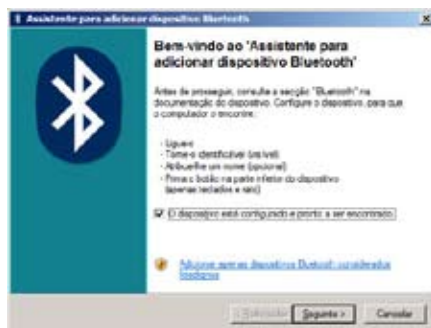 Assistente para adicionar dispositivo Bluetooth
Bem-vindo ao 'Assistente para
adicionar dispositivo Bluetooth'
Antes de prosseguir, consulte a secção "Bluetooth" na
documentação do dispositivo. Configure o dispositivo, para que
o computador o encontre:
- Ligue-o
- Torne-o identificável (visível)
- Atribua-lhe um nome (opcional)
- Prima o botão na parte inferior do dispositivo
(apenas teclados e ratos)
O dispositivo está configurado e pronto a ser encontrado.
Adicionar apenas dispositivos Bluetooth considerados
fidedignos
< Anterior
Seguinte >
Cancelar